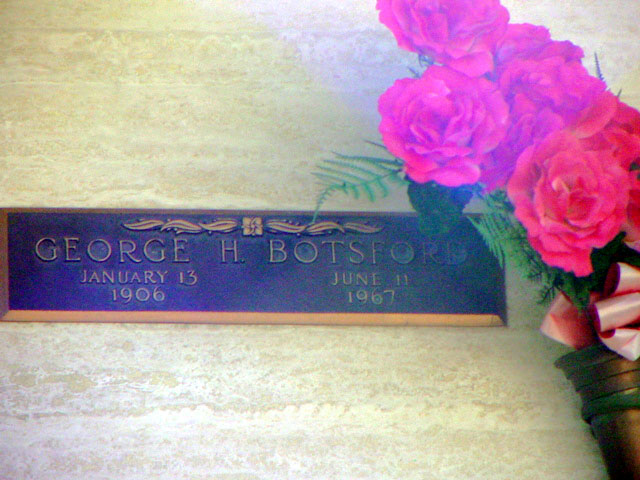 GEORGE H. BOTSFORD
JANUARY 13
1906
JUNE 11
1967